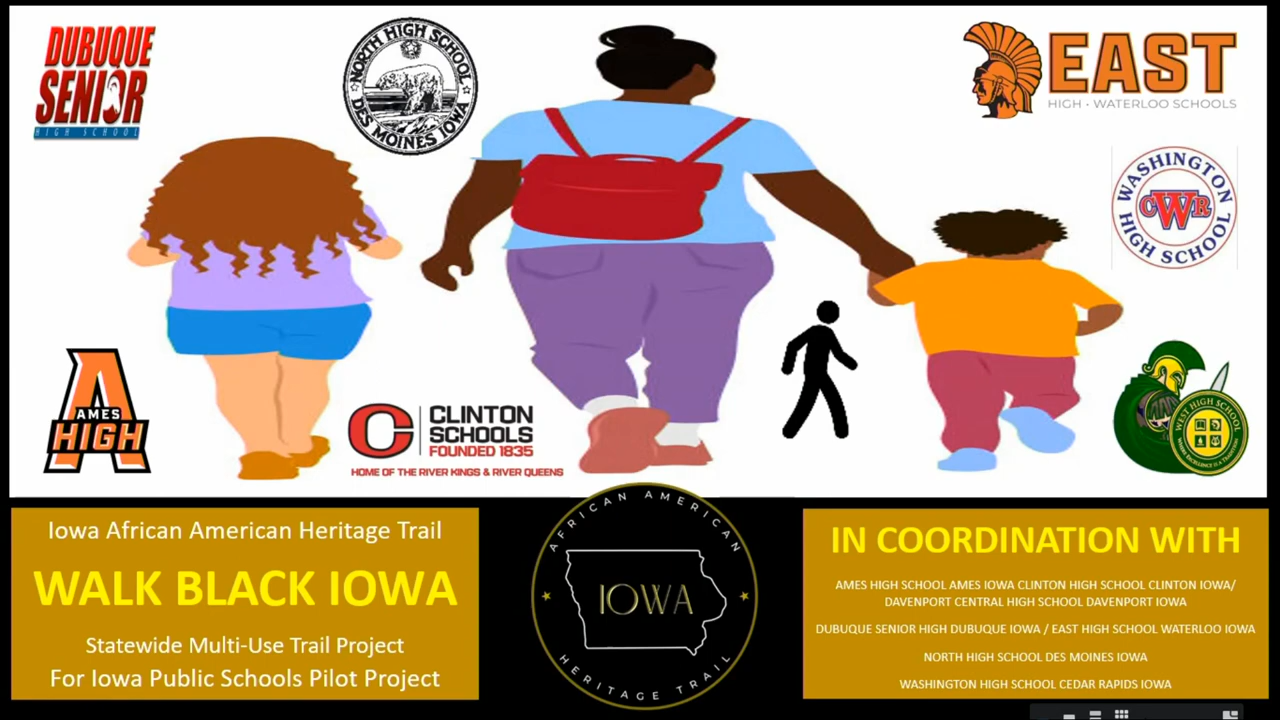 DUBUQUE
SENIOR
HIGH SCHOOL
NORTH HIGH SCHOOL
DES MOINES IOWA
EAST
HIGH · WATERLOO SCHOOLS
WASHINGTON
CWR
HIGH SCHOOL
A
AMES
HIGH
C
CLINTON
SCHOOLS
FOUNDED 1835
HOME OF THE RIVER KINGS & RIVER QUEENS
WEST HIGH SCHOOL
Iowa African American Heritage Trail
WALK BLACK IOWA
Statewide Multi-Use Trail Project
For Iowa Public Schools Pilot Project
AFRICAN AMERICAN
IOWA
HERITAGE TRAIL
IN COORDINATION WITH
AMES HIGH SCHOOL AMES IOWA CLINTON HIGH SCHOOL CLINTON IOWA/
DAVENPORT CENTRAL HIGH SCHOOL DAVENPORT IOWA
DUBUQUE SENIOR HIGH DUBUQUE IOWA / EAST HIGH SCHOOL WATERLOO IOWA
NORTH HIGH SCHOOL DES MOINES IOWA
WASHINGTON HIGH SCHOOL CEDAR RAPIDS IOWA